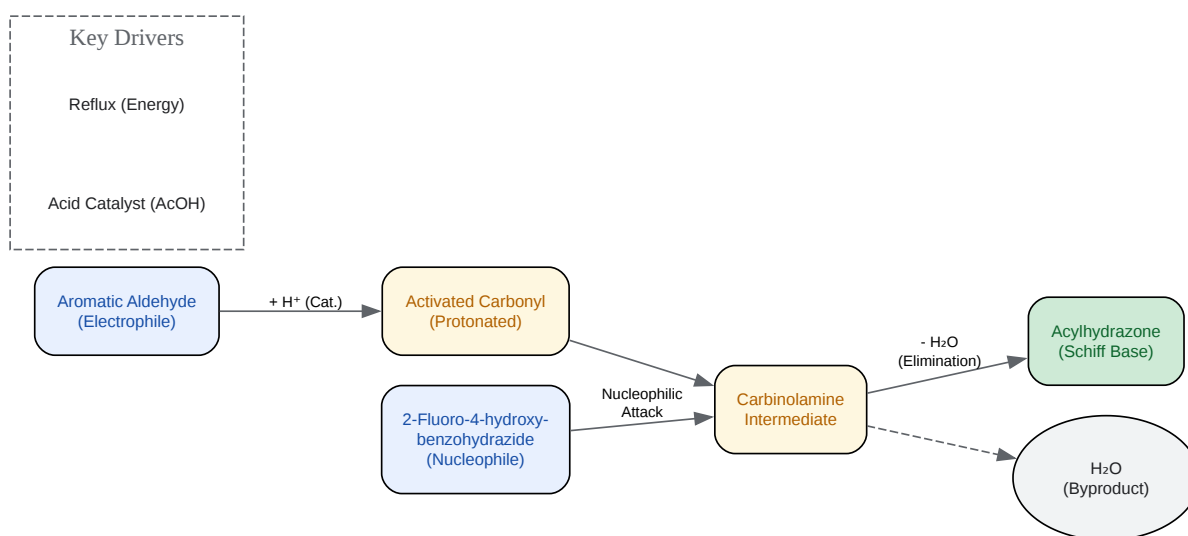 Key Drivers
Reflux (Energy)
Acid Catalyst (AcOH)
Aromatic Aldehyde
(Electrophile)
+ H⁺ (Cat.)
Activated Carbonyl
(Protonated)
2-Fluoro-4-hydroxy-
benzohydrazide
(Nucleophile)
Nucleophilic
Attack
Carbinolamine
Intermediate
- H₂O
(Elimination)
Acylhydrazone
(Schiff Base)
H₂O
(Byproduct)